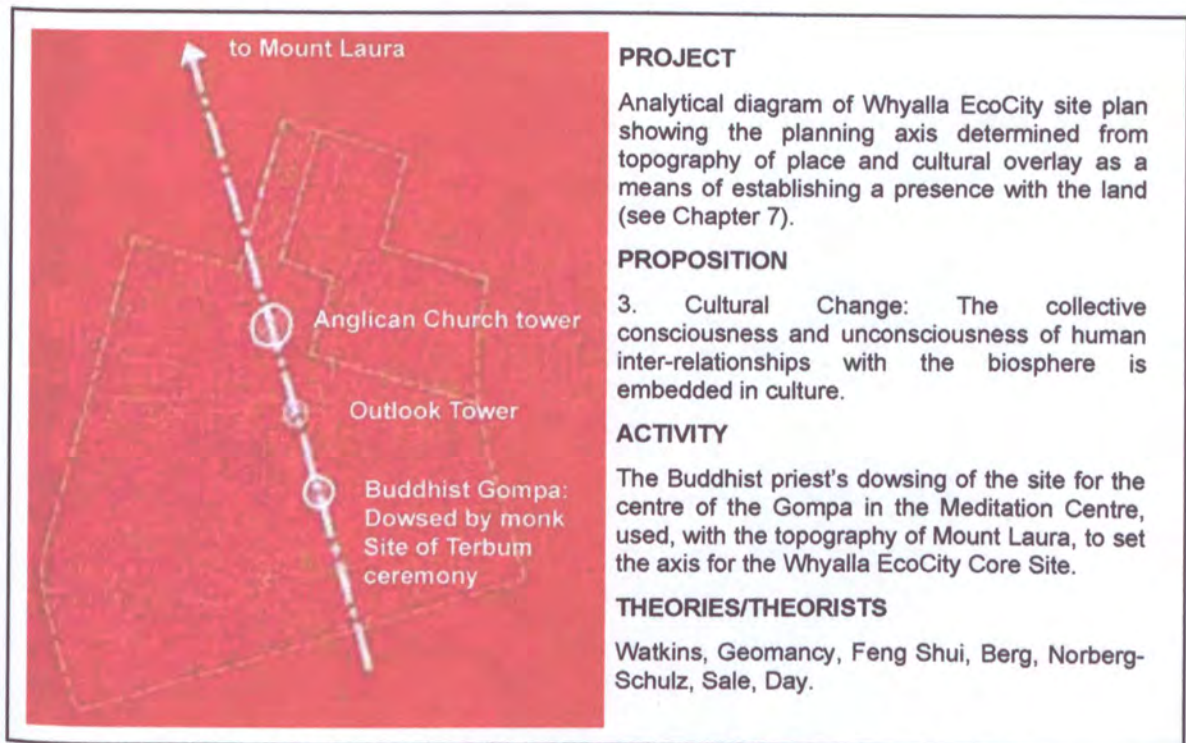 to Mount Laura
Anglican Church tower
Outlook Tower
Buddhist Gompa:
Dowsed by monk
Site of Terbum
ceremony
PROJECT
Analytical diagram of Whyalla EcoCity site plan
showing the planning axis determined from
topography of place and cultural overlay as a
means of establishing a presence with the land
(see Chapter 7).
PROPOSITION
3. Cultural Change: The collective
consciousness and unconsciousness of human
inter-relationships with the biosphere is
embedded in culture.
ACTIVITY
The Buddhist priest's dowsing of the site for the
centre of the Gompa in the Meditation Centre,
used, with the topography of Mount Laura, to set
the axis for the Whyalla EcoCity Core Site.
THEORIES/THEORISTS
Watkins, Geomancy, Feng Shui, Berg, Norberg-
Schulz, Sale, Day.